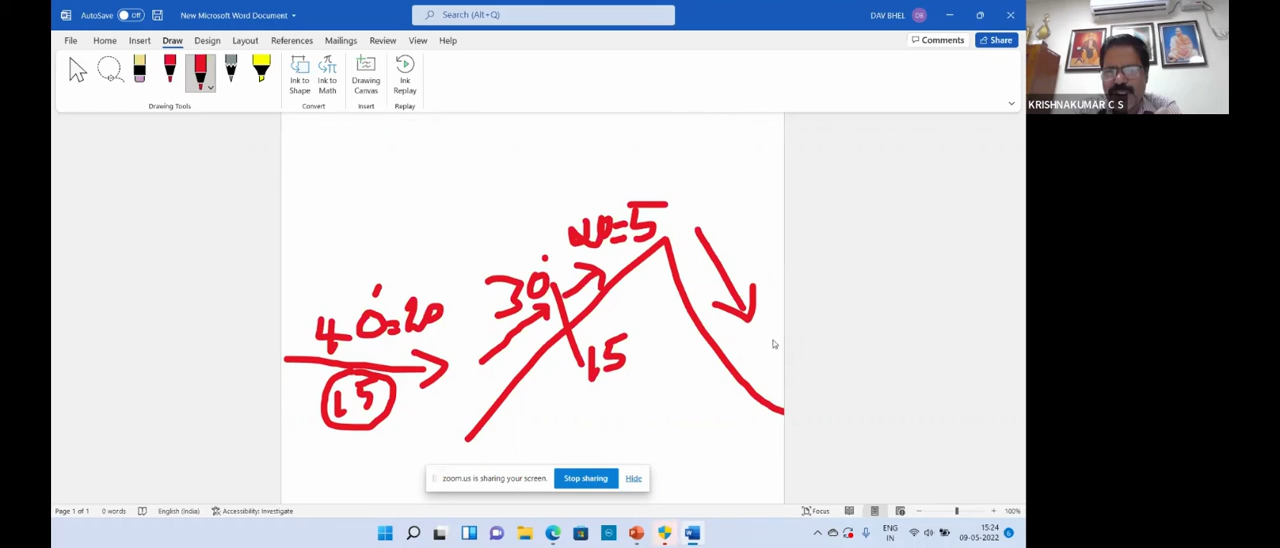 AutoSave Off New Microsoft Word Document Search (Alt+Q) DAV BHEL DB
File Home Insert Draw Design Layout References Mailings Review View Help Comments Share
Ink to Shape Ink to Math Drawing Canvas Ink Replay
Drawing Tools Convert Insert Replay
KRISHNAKUMAR C S
20=5
30
40=20
15
15
zoom.us is sharing your screen. Stop sharing Hide
Page 1 of 1 0 words English (India) Accessibility: Investigate Focus 100%
ENG IN 15:24 09-05-2022 6